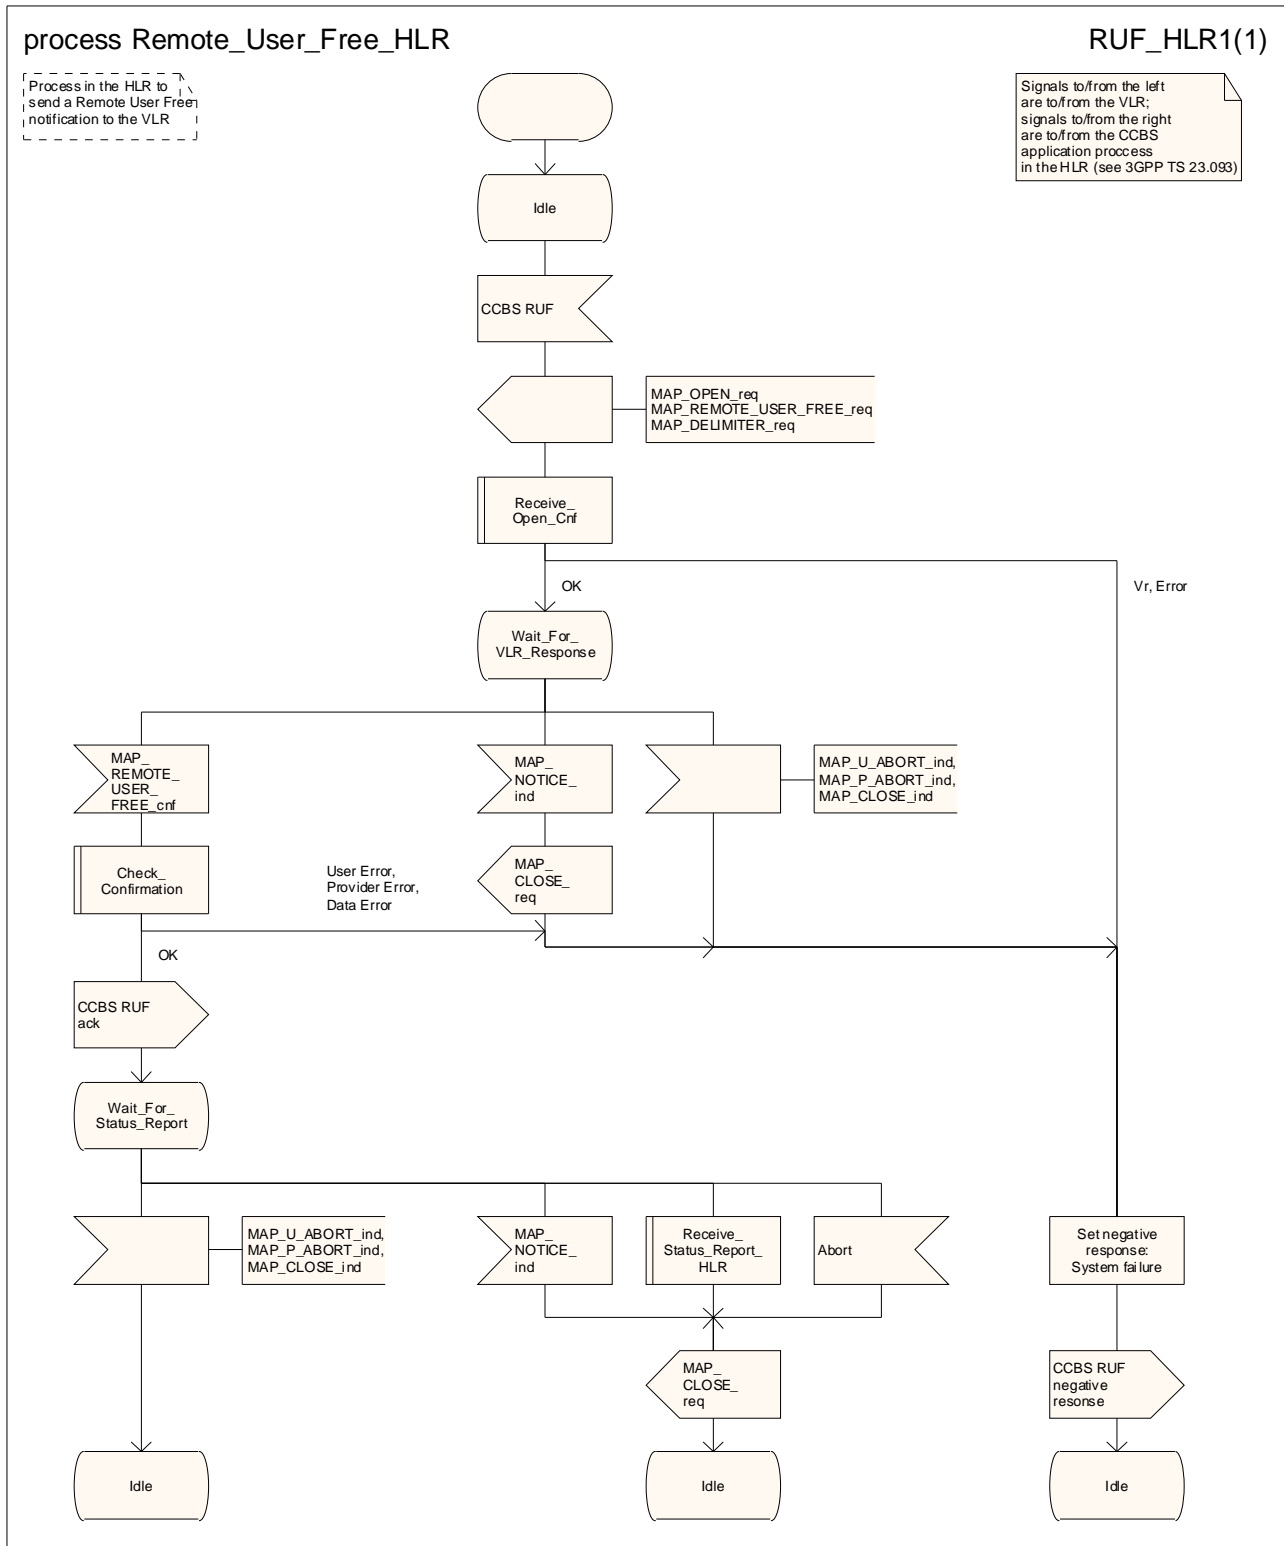 process Remote_User_Free_HLR
RUF_HLR1(1)
Process in the HLR to
send a Remote User Free
notification to the VLR
Signals to/from the left
are to/from the VLR;
signals to/from the right
are to/from the CCBS
application proccess
in the HLR (see 3GPP TS 23.093)
Idle
CCBS RUF
MAP_OPEN_req
MAP_REMOTE_USER_FREE_req
MAP_DELIMITER_req
Receive_
Open_Cnf
OK
Vr, Error
Wait_For_
VLR_Response
MAP_
REMOTE_
USER_
FREE_cnf
MAP_
NOTICE_
ind
MAP_U_ABORT_ind,
MAP_P_ABORT_ind,
MAP_CLOSE_ind
Check_
Confirmation
User Error,
Provider Error,
Data Error
MAP_
CLOSE_
req
OK
CCBS RUF
ack
Wait_For_
Status_Report
MAP_U_ABORT_ind,
MAP_P_ABORT_ind,
MAP_CLOSE_ind
MAP_
NOTICE_
ind
Receive_
Status_Report_
HLR
Abort
Set negative
response:
System failure
MAP_
CLOSE_
req
CCBS RUF
negative
resonse
Idle
Idle
Idle